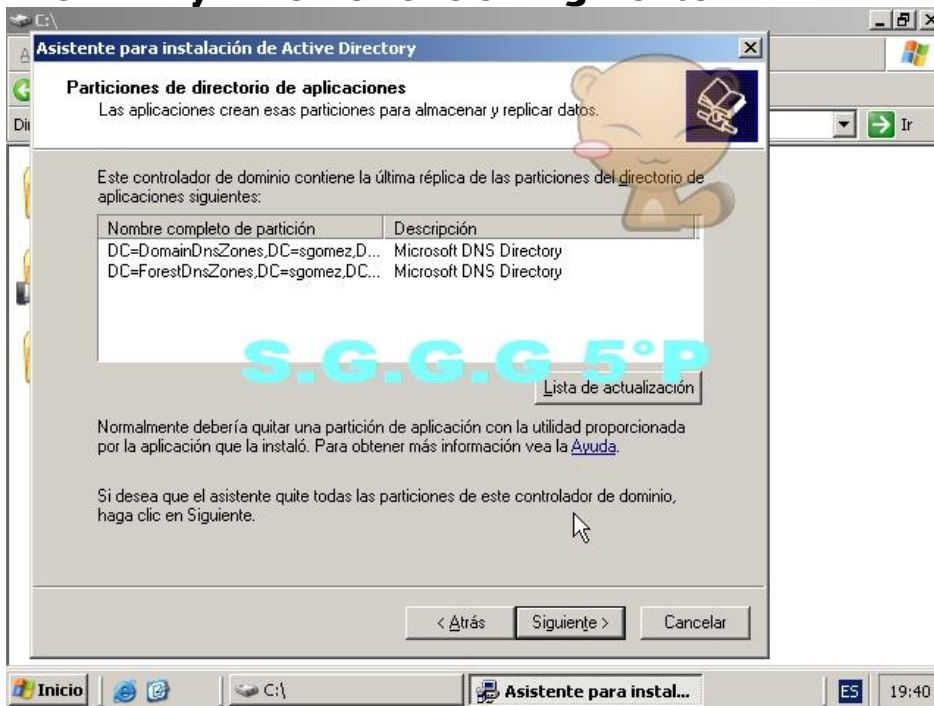 C:\
Asistente para instalación de Active Directory
Particiones de directorio de aplicaciones
Las aplicaciones crean esas particiones para almacenar y replicar datos.
Ir
Este controlador de dominio contiene la última réplica de las particiones del directorio de
aplicaciones siguientes:
Nombre completo de partición Descripción
DC=DomainDnsZones,DC=sgomez,D... Microsoft DNS Directory
DC=ForestDnsZones,DC=sgomez,DC... Microsoft DNS Directory
S.G.G.G 5°P
Lista de actualización
Normalmente debería quitar una partición de aplicación con la utilidad proporcionada
por la aplicación que la instaló. Para obtener más información vea la Ayuda.
Si desea que el asistente quite todas las particiones de este controlador de dominio,
haga clic en Siguiente.
< Atrás Siguiente > Cancelar
Inicio C:\ Asistente para instal... ES 19:40